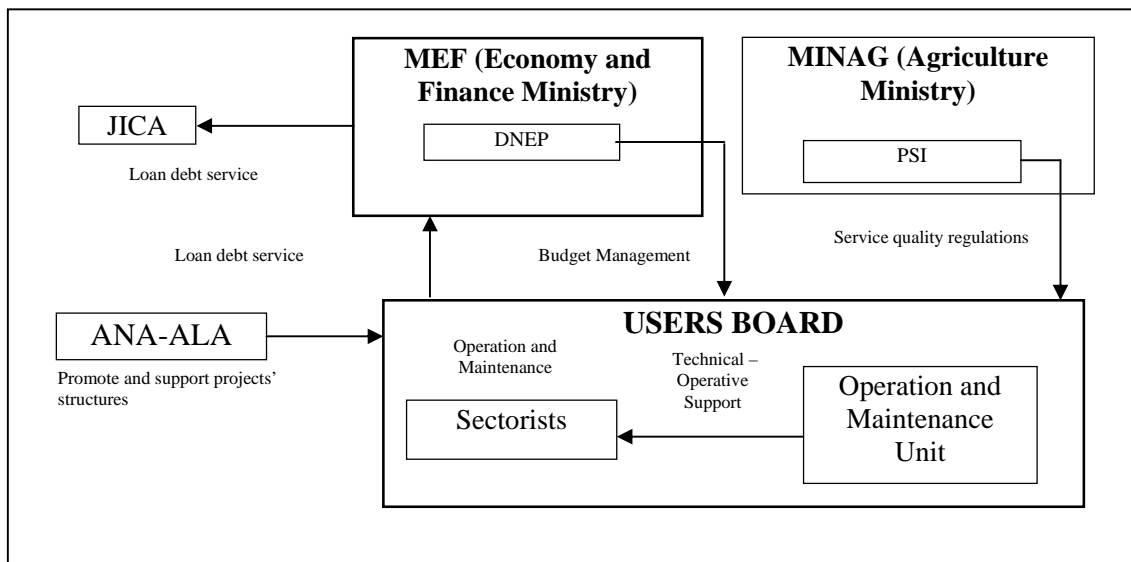 MEF (Economy and
Finance Ministry)
DNEP
MINAG (Agriculture
Ministry)
PSI
JICA
Loan debt service
Loan debt service
Budget Management
Service quality regulations
ANA-ALA
Promote and support projects’
structures
USERS BOARD
Operation and
Maintenance
Technical –
Operative
Support
Sectorists
Operation and
Maintenance
Unit